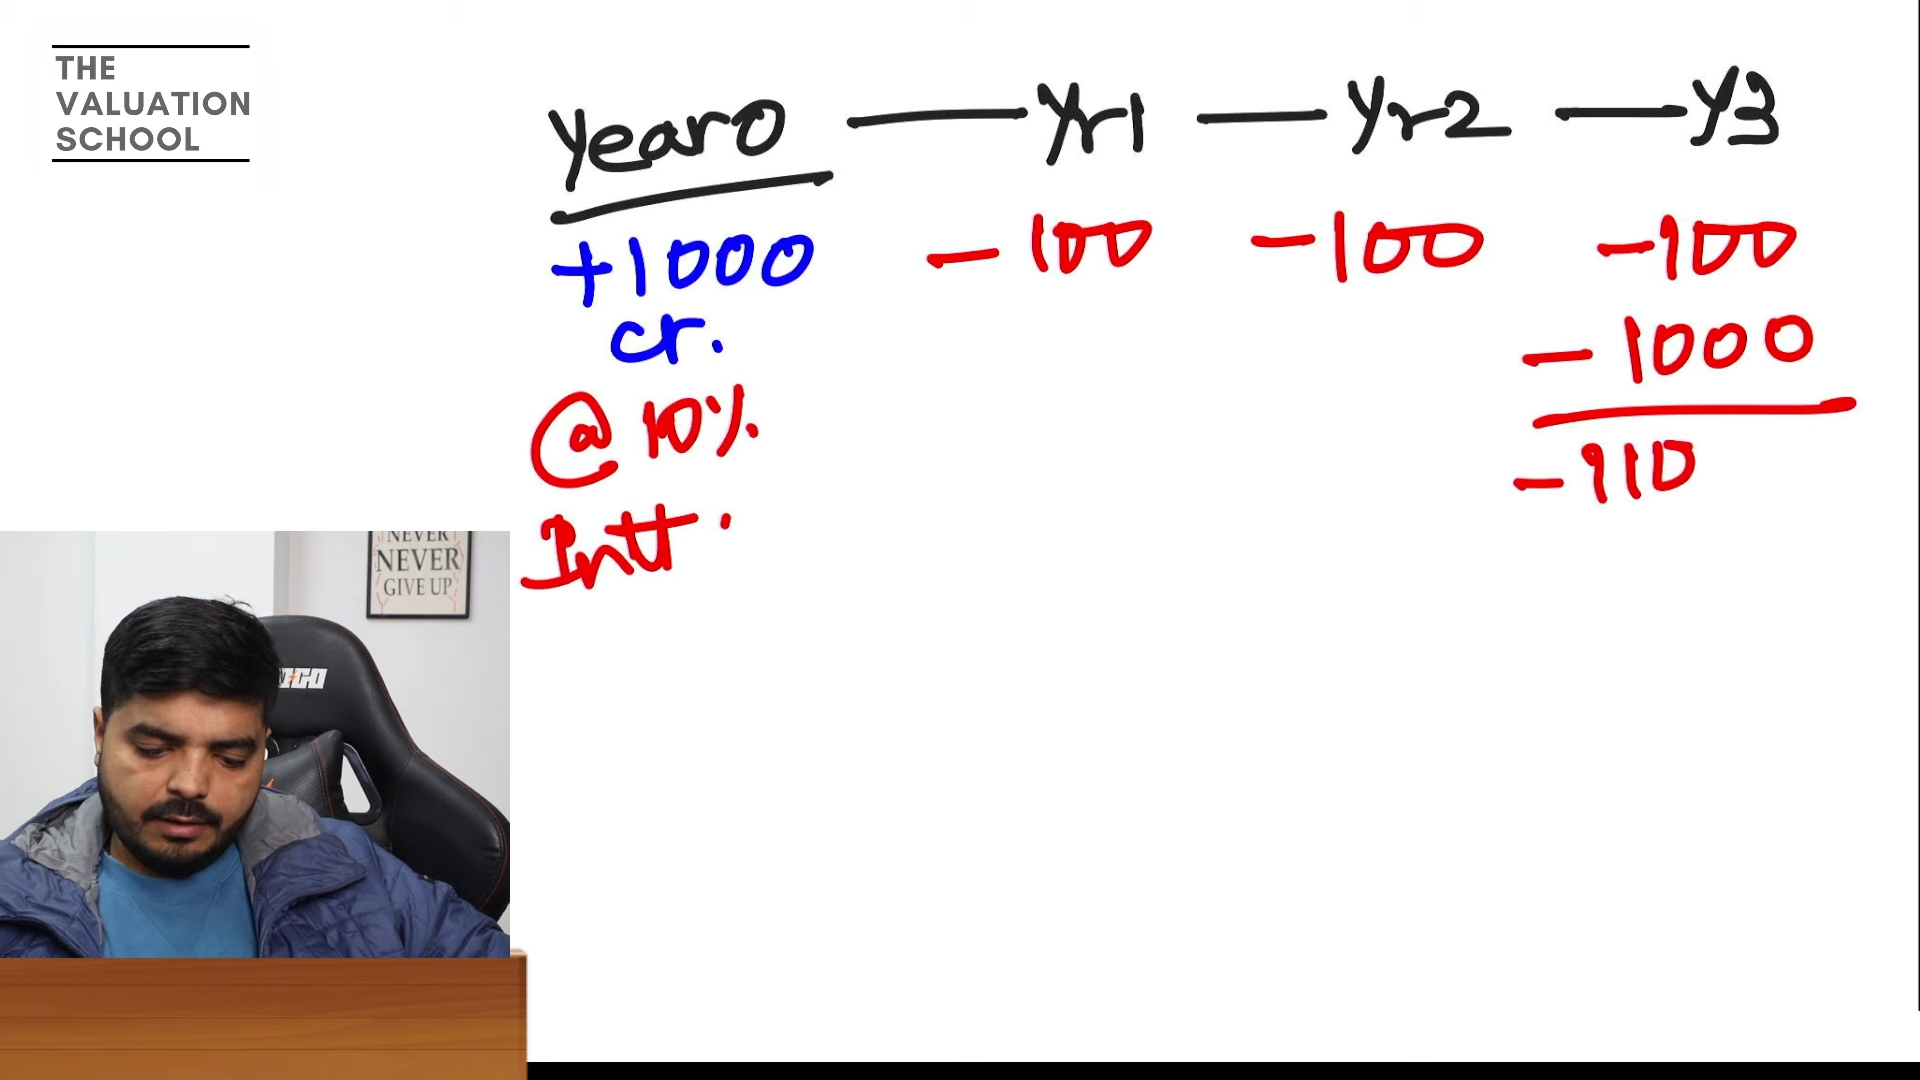 THE
VALUATION
SCHOOL
Year0 — Yr1 — Yr2 — Y3
+1000 -100 -100 -100
cr. -1000
@10% -110
Intt.
NEVER
NEVER
GIVE UP